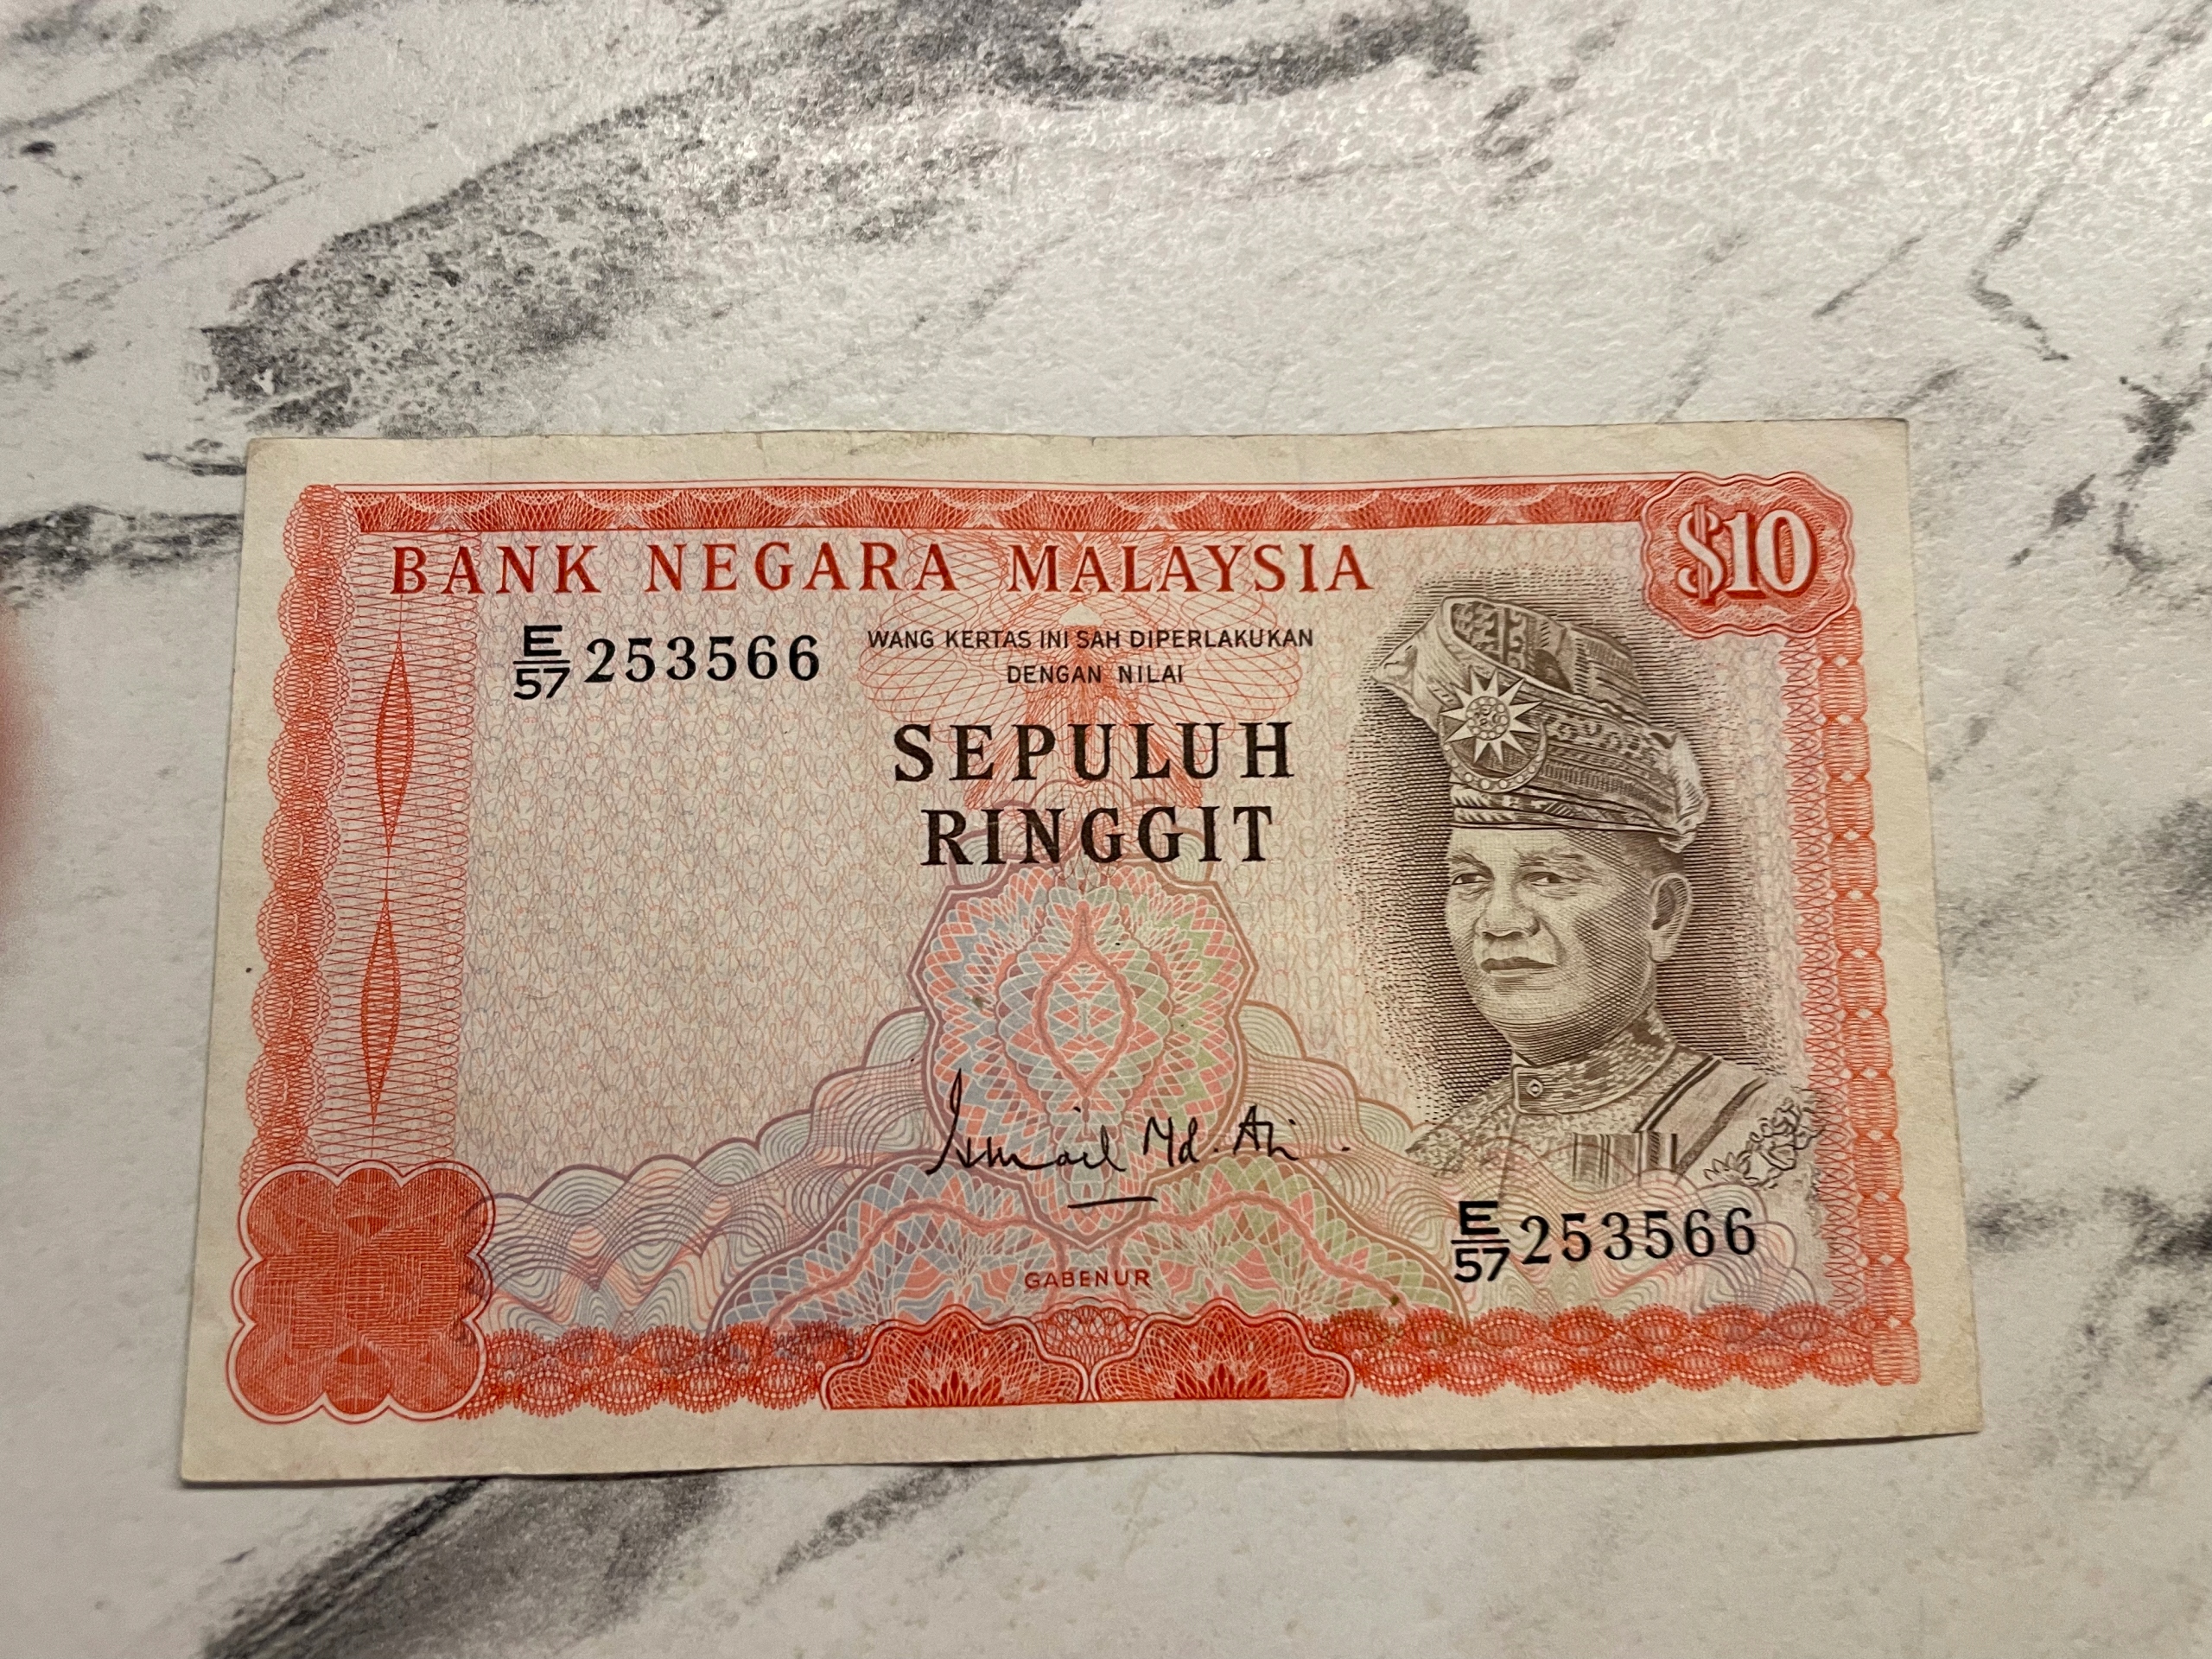 $10
BANK NEGARA MALAYSIA
E/57 253566
WANG KERTAS INI SAH DIPERLAKUKAN
DENGAN NILAI
SEPULUH
RINGGIT
Ismail Md. Ali
E/57 253566
GABENUR